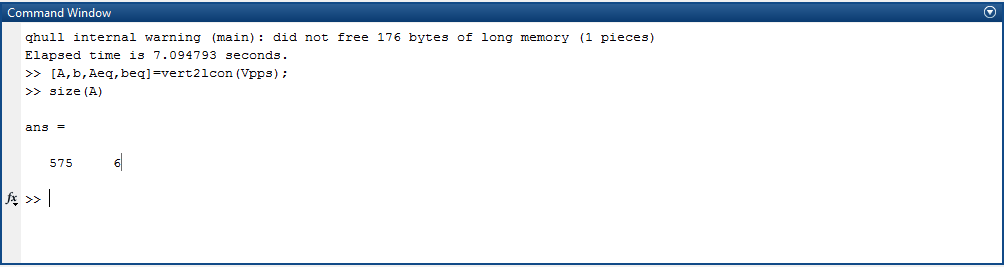 Command Window
qhull internal warning (main): did not free 176 bytes of long memory (1 pieces)
Elapsed time is 7.094793 seconds.
>> [A,b,Aeq,beq]=vert2lcon(Vpps);
>> size(A)
ans =
575 6
fx >>